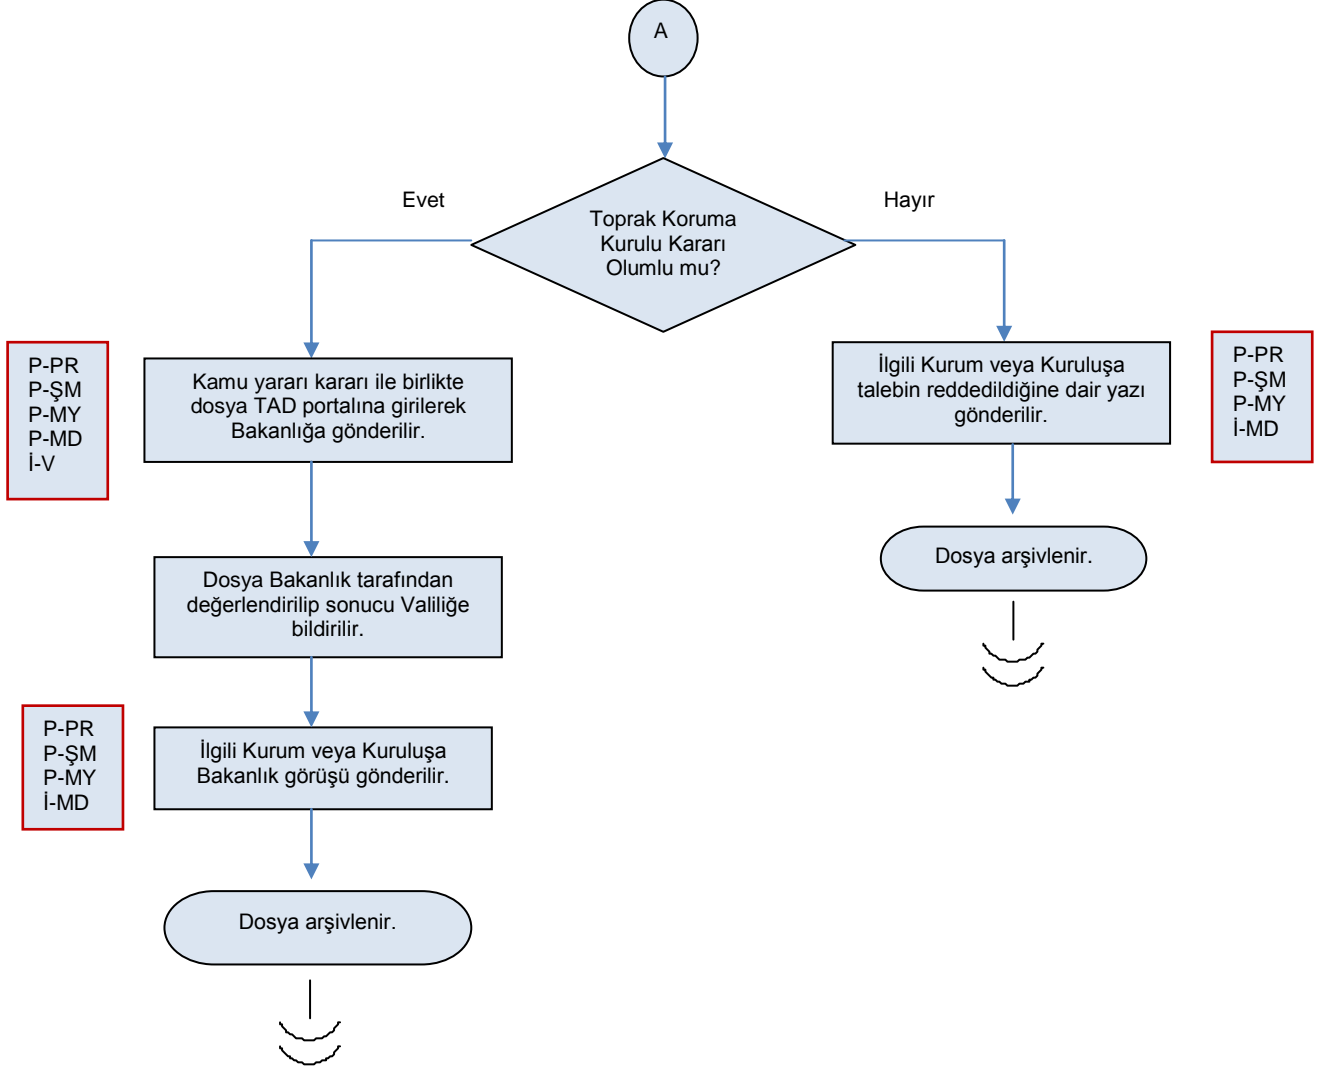 A
Evet
Hayır
Toprak Koruma
Kurulu Kararı
Olumlu mu?
P-PR
P-ŞM
P-MY
P-MD
İ-V
Kamu yararı kararı ile birlikte
dosya TAD portalına girilerek
Bakanlığa gönderilir.
İlgili Kurum veya Kuruluşa
talebin reddedildiğine dair yazı
gönderilir.
P-PR
P-ŞM
P-MY
İ-MD
Dosya Bakanlık tarafından
değerlendirilip sonucu Valiliğe
bildirilir.
Dosya arşivlenir.
P-PR
P-ŞM
P-MY
İ-MD
İlgili Kurum veya Kuruluşa
Bakanlık görüşü gönderilir.
Dosya arşivlenir.